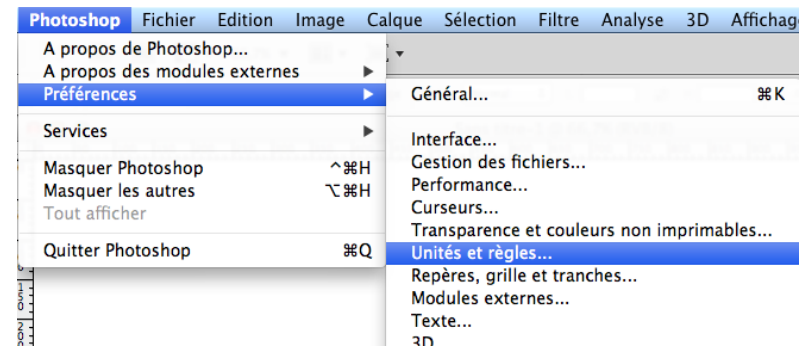 Photoshop Fichier Edition Image Calque Sélection Filtre Analyse 3D Affichag
A propos de Photoshop...
A propos des modules externes
Préférences
Services
Masquer Photoshop ^⌘H
Masquer les autres ⌥⌘H
Tout afficher
Quitter Photoshop ⌘Q
Général... ⌘K
Interface...
Gestion des fichiers...
Performance...
Curseurs...
Transparence et couleurs non imprimables...
Unités et règles...
Repères, grille et tranches...
Modules externes...
Texte...
3D